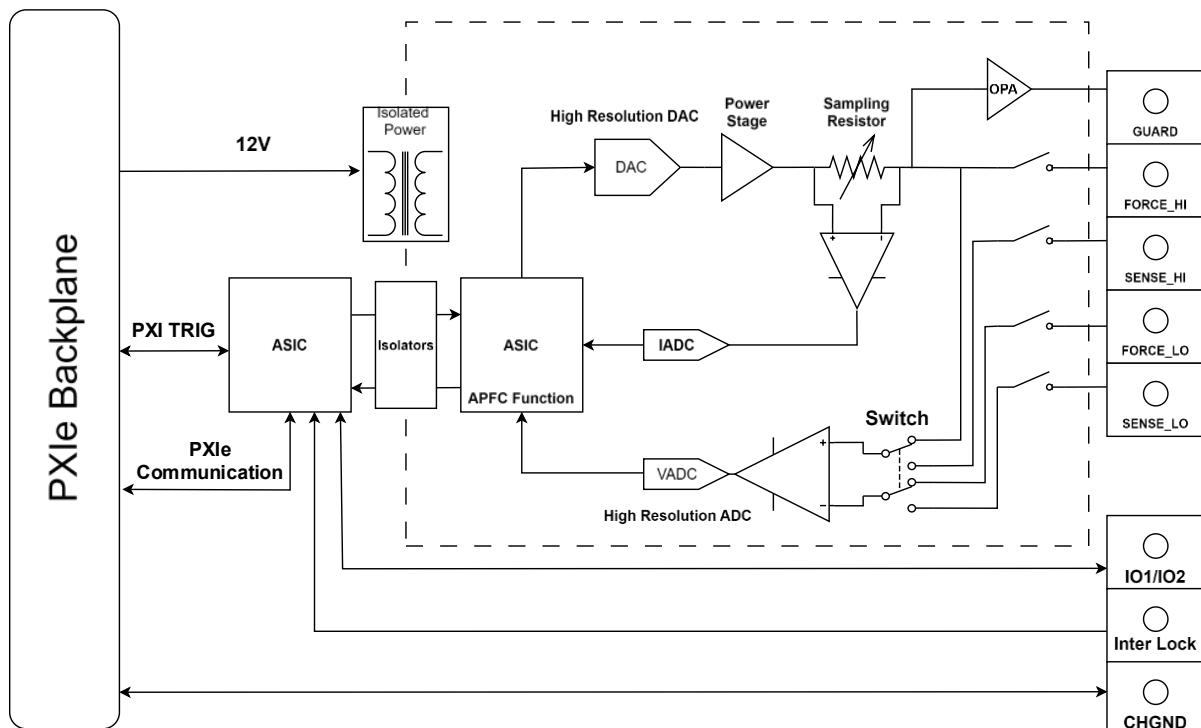 PXIe Backplane
12V
Isolated
Power
High Resolution DAC
DAC
Power
Stage
Sampling
Resistor
OPA
GUARD
FORCE_HI
SENSE_HI
FORCE_LO
SENSE_LO
PXI TRIG
ASIC
Isolators
ASIC
APFC Function
IADC
+
-
PXIe
Communication
VADC
High Resolution ADC
+
-
Switch
IO1/IO2
Inter Lock
CHGND